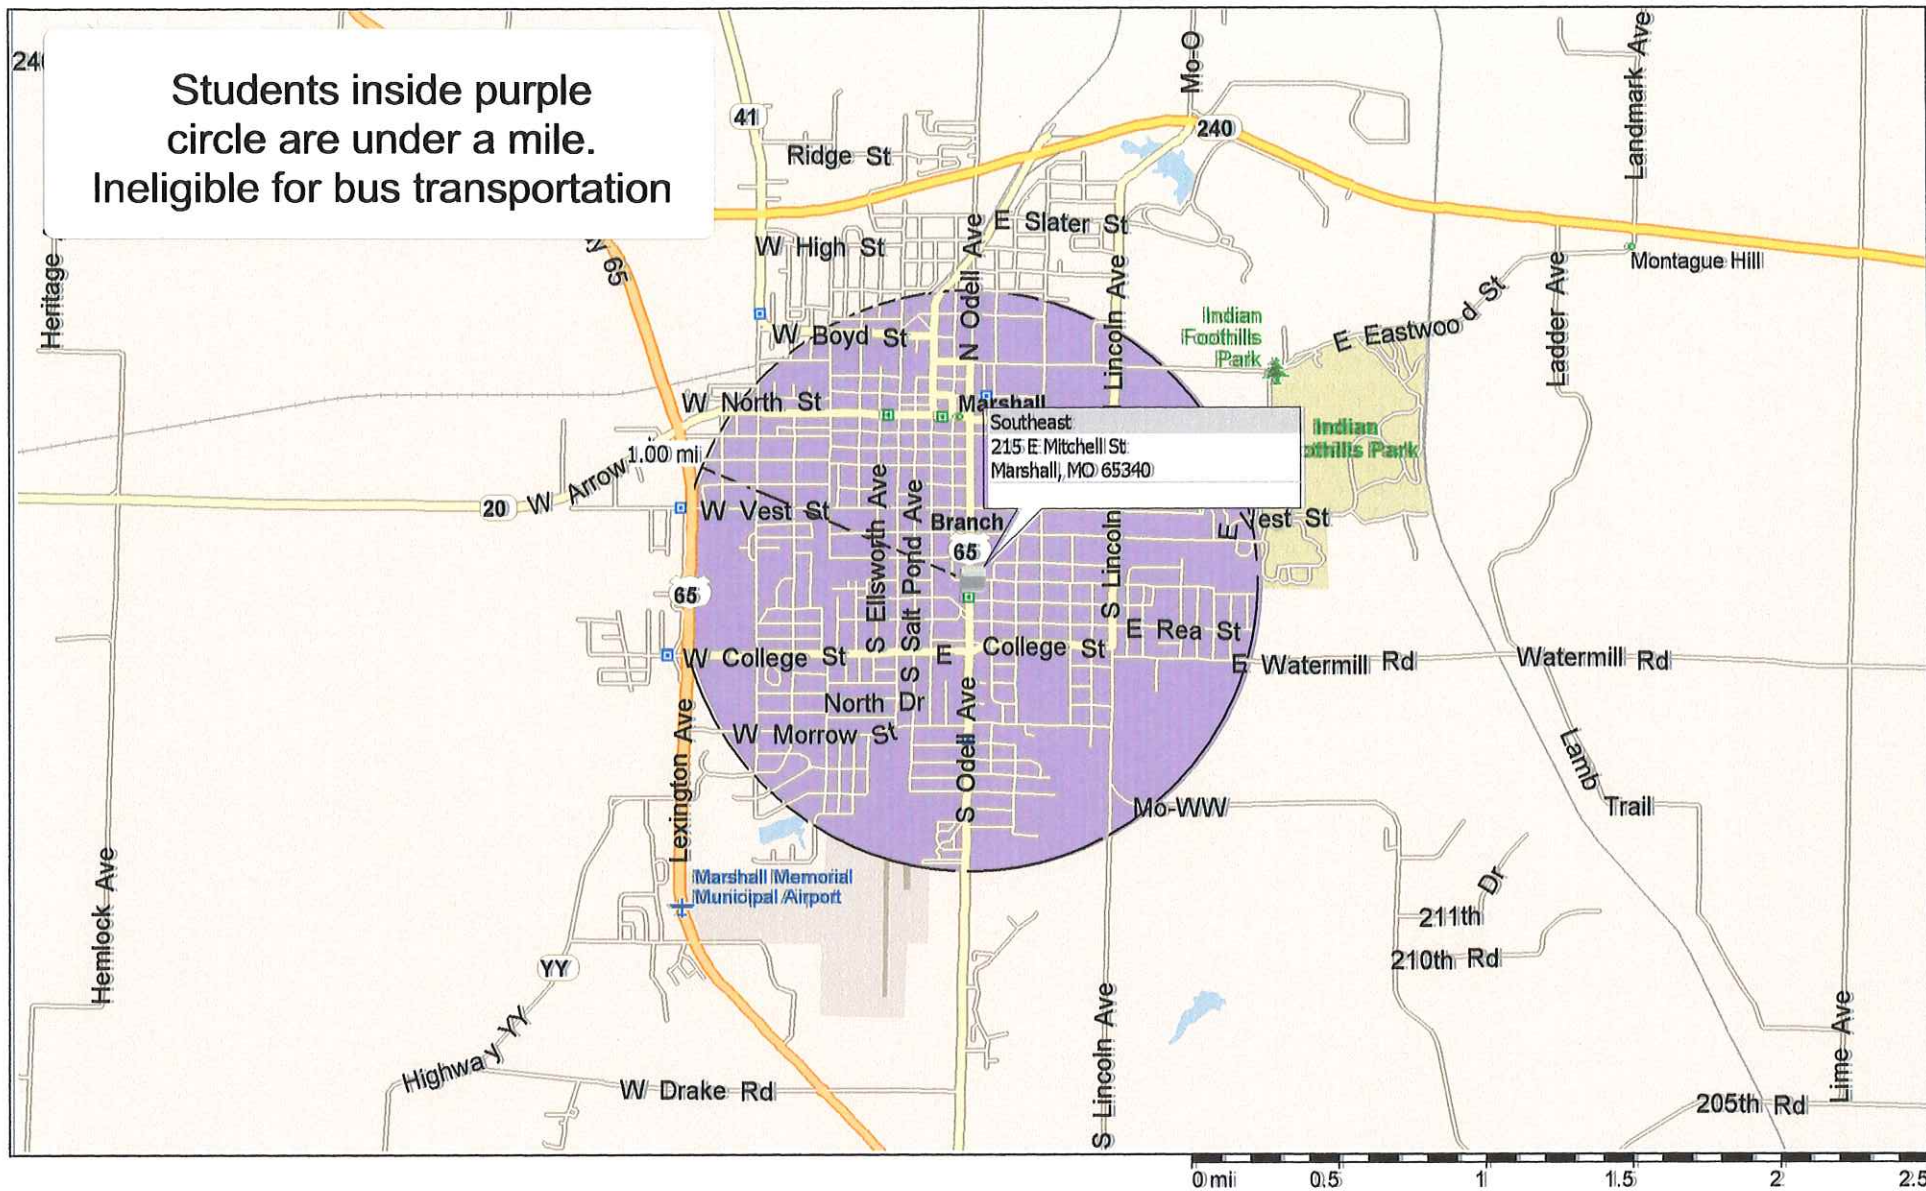 Students inside purple
circle are under a mile.
Ineligible for bus transportation
41
240
Mo-O
Landmark Ave
Ridge St
E Slater St
W High St
N Odell Ave
Lincoln Ave
Montague Hill
Ladder Ave
E Eastwood St
Heritage
65
Indian
Foothills
Park
W Boyd St
W North St
Marshall
Southeast
215 E Mitchell St
Marshall, MO 65340
Indian
Park
1.00 mi
20
W Arrow
W Vest St
S Ellsworth Ave
S Salt Pond Ave
Branch
65
E Vest St
S Lincoln
65
E Rea St
W College St
E College St
E Watermill Rd
Watermill Rd
North Dr
W Morrow St
S Odell Ave
Lexington Ave
Mo-WW
Lamb Trail
Marshall Memorial
Municipal Airport
Hemlock Ave
211th Dr
210th Rd
YY
Highway YY
W Drake Rd
S Lincoln Ave
Lime Ave
205th Rd
0 mi 0.5 1 1.5 2 2.5